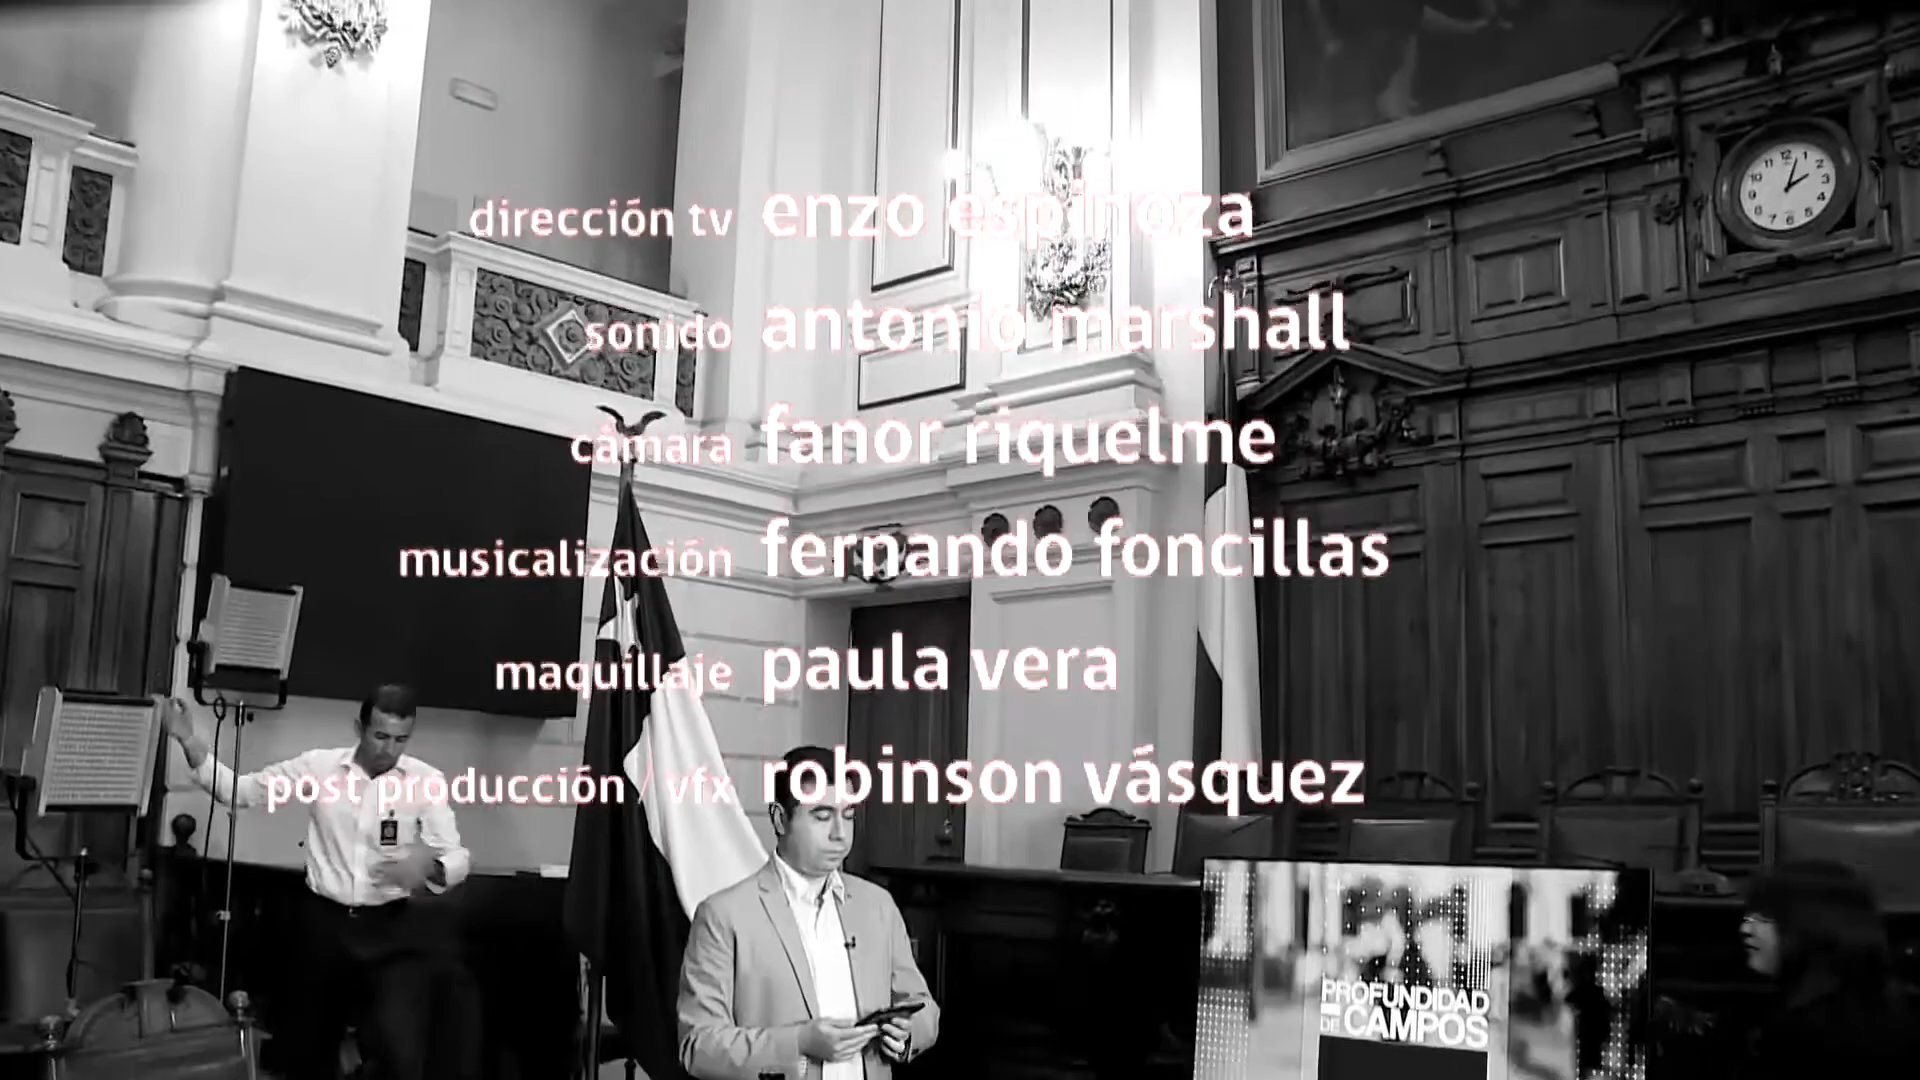 dirección tv enzo espinoza
sonido antonio marshall
cámara fanor riquelme
musicalización fernando foncillas
maquillaje paula vera
post producción / vfx robinson vásquez
PROFUNDIDAD
DE CAMPOS